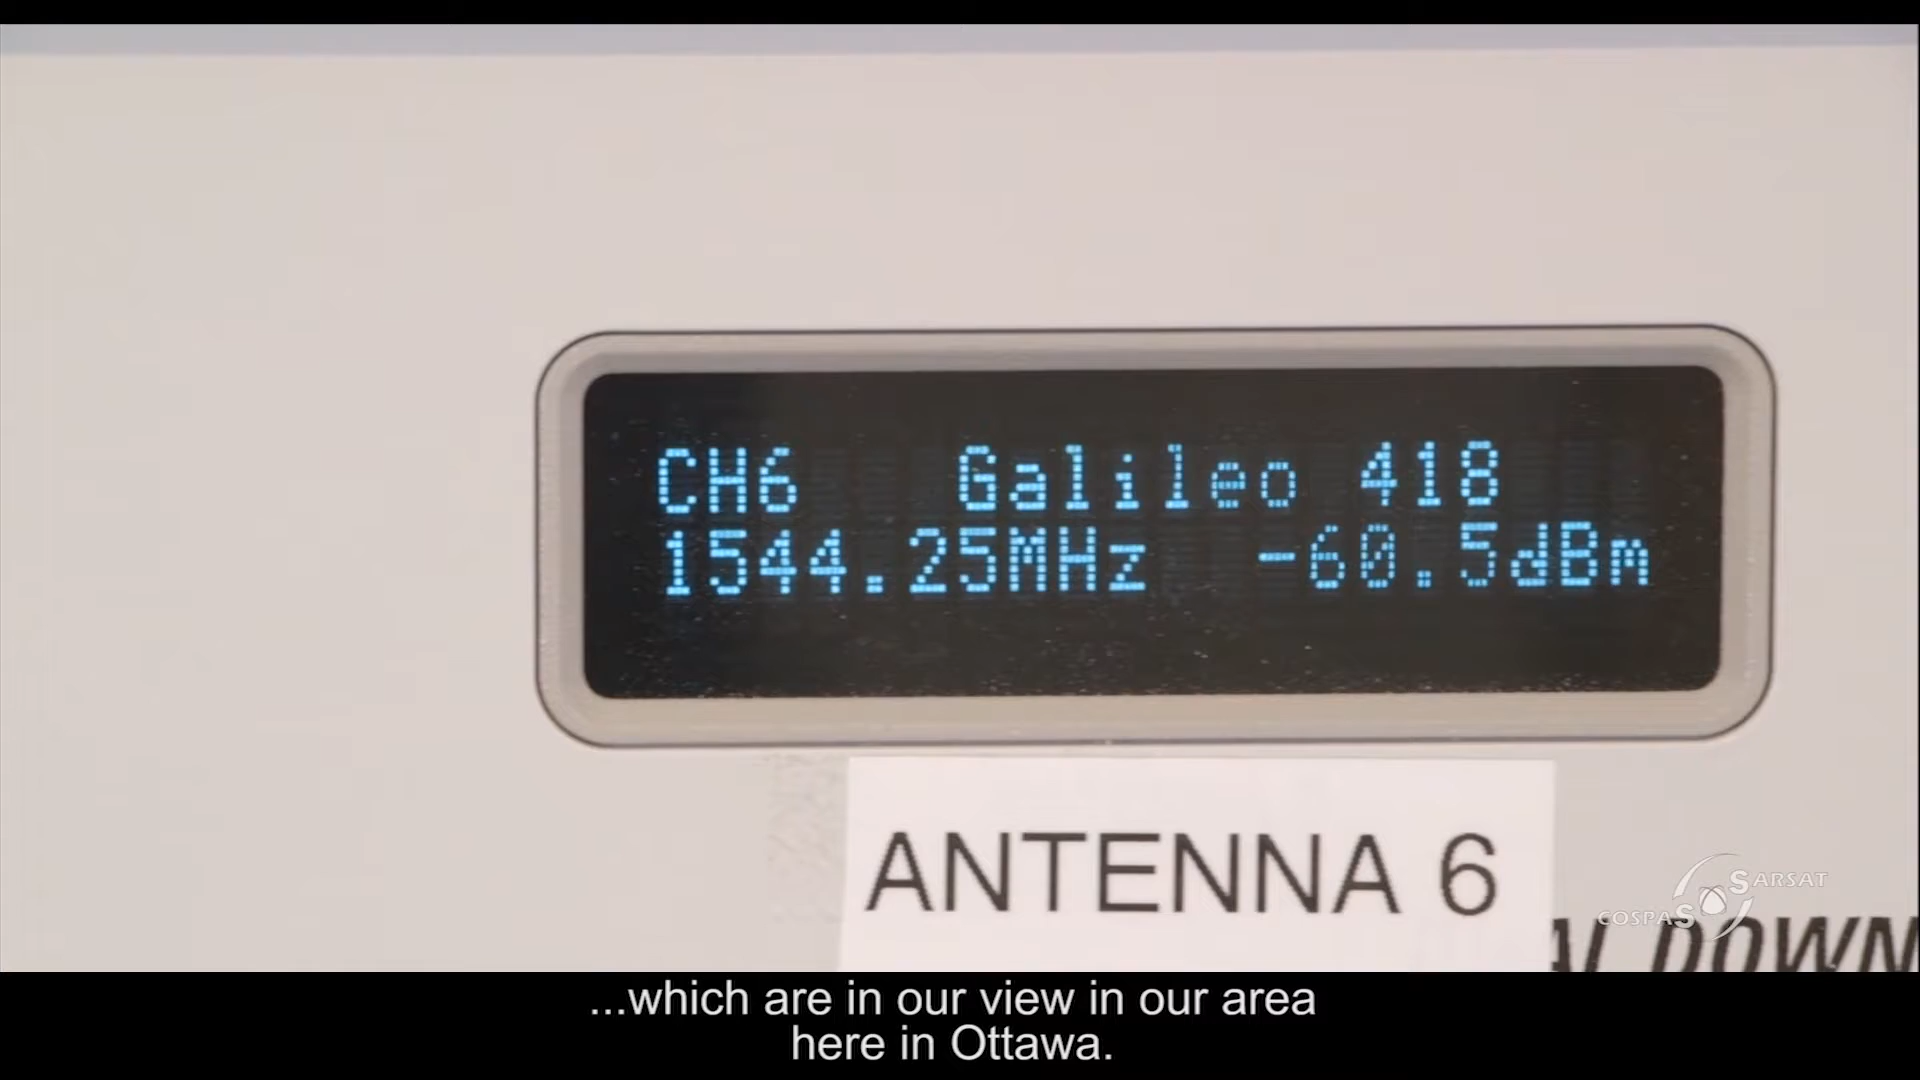 CH6 Galileo 418
1544.25MHz -60.5dBm
ANTENNA 6
COSPAS SARSAT
DOWN
...which are in our view in our area
here in Ottawa.